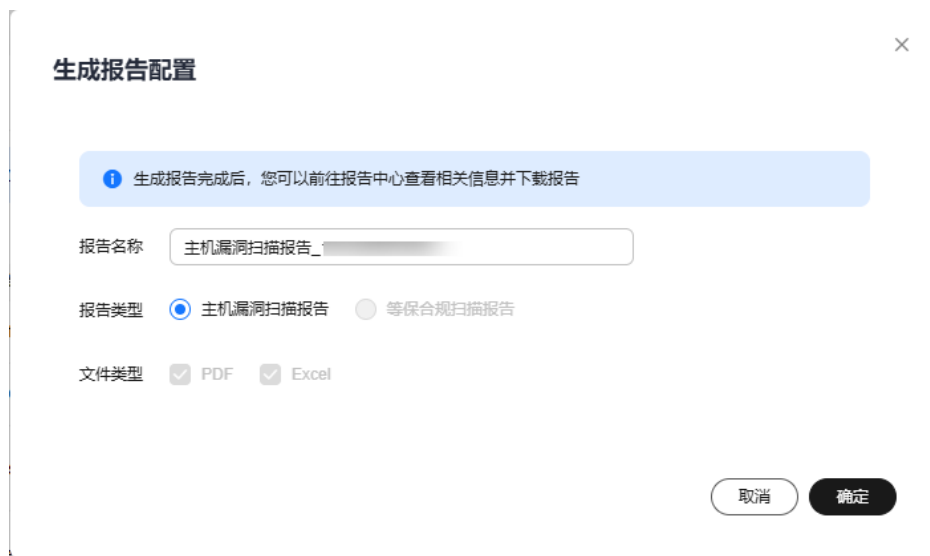 生成报告配置
生成报告完成后，您可以前往报告中心查看相关信息并下载报告
报告名称 主机漏洞扫描报告_
报告类型 主机漏洞扫描报告 等保合规扫描报告
文件类型 PDF Excel
取消 确定